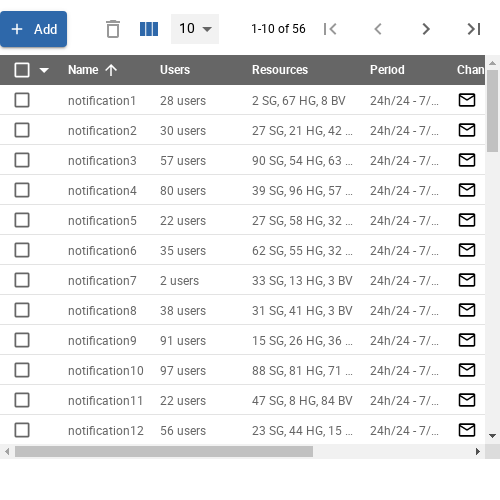 Add 10 1-10 of 56
Name Users Resources Period Chan
notification1 28 users 2 SG, 67 HG, 8 BV 24h/24 - 7/...
notification2 30 users 27 SG, 21 HG, 42 ... 24h/24 - 7/...
notification3 57 users 90 SG, 54 HG, 63 ... 24h/24 - 7/...
notification4 80 users 39 SG, 96 HG, 57 ... 24h/24 - 7/...
notification5 22 users 27 SG, 58 HG, 32 ... 24h/24 - 7/...
notification6 35 users 62 SG, 55 HG, 32 ... 24h/24 - 7/...
notification7 2 users 33 SG, 13 HG, 3 BV 24h/24 - 7/...
notification8 38 users 31 SG, 41 HG, 3 BV 24h/24 - 7/...
notification9 91 users 15 SG, 26 HG, 36 ... 24h/24 - 7/...
notification10 97 users 88 SG, 81 HG, 71 ... 24h/24 - 7/...
notification11 22 users 47 SG, 8 HG, 84 BV 24h/24 - 7/...
notification12 56 users 23 SG, 44 HG, 15 ... 24h/24 - 7/...